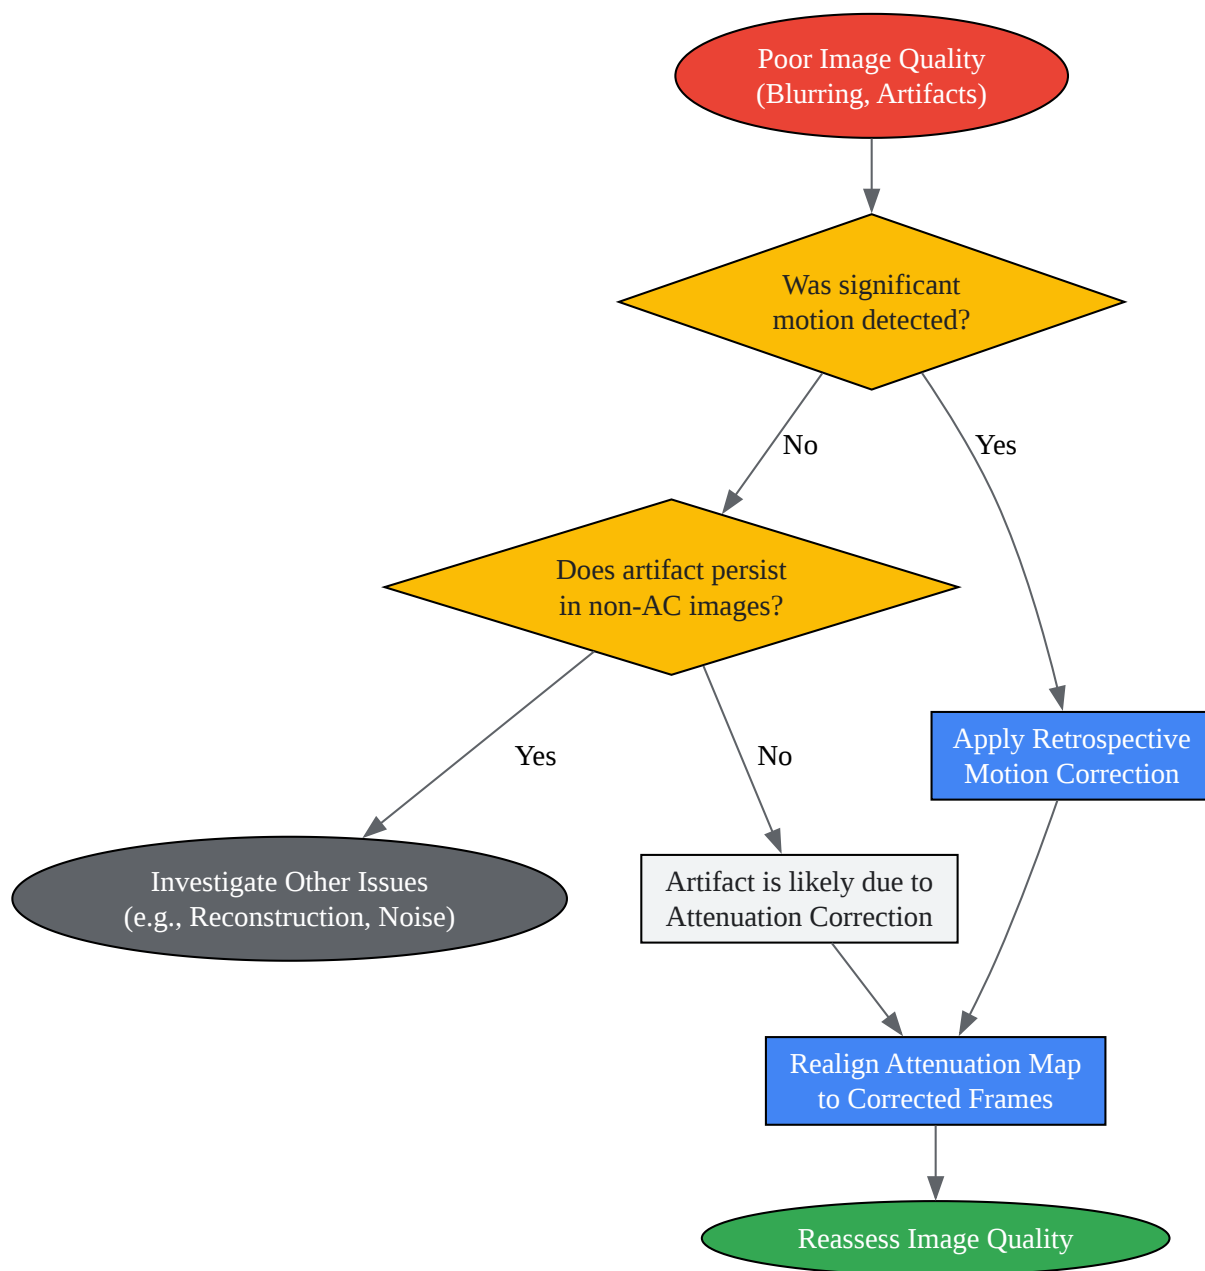 Poor Image Quality
(Blurring, Artifacts)
Was significant
motion detected?
No
Yes
Does artifact persist
in non-AC images?
Yes
No
Apply Retrospective
Motion Correction
Investigate Other Issues
(e.g., Reconstruction, Noise)
Artifact is likely due to
Attenuation Correction
Realign Attenuation Map
to Corrected Frames
Reassess Image Quality